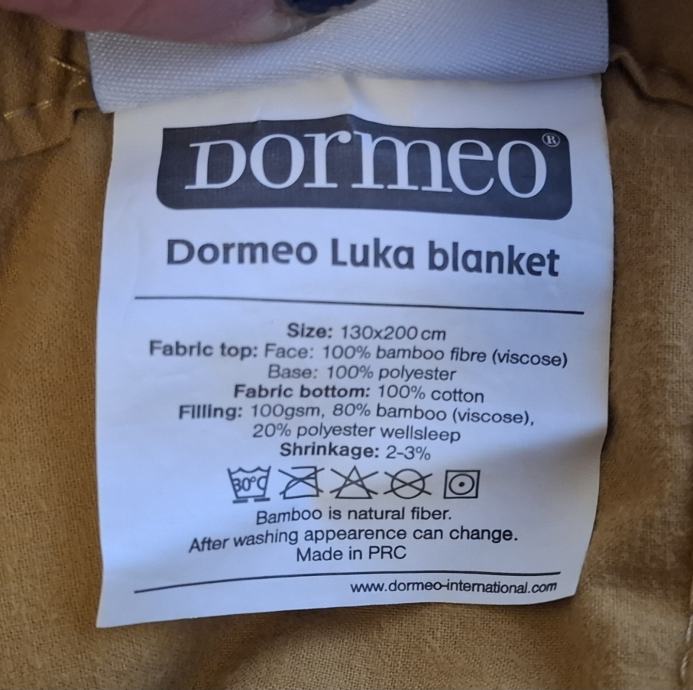 DORMEO®
Dormeo Luka blanket
Size: 130x200 cm
Fabric top: Face: 100% bamboo fibre (viscose)
Base: 100% polyester
Fabric bottom: 100% cotton
Filling: 100gsm, 80% bamboo (viscose),
20% polyester wellsleep
Shrinkage: 2-3%
30°C
Bamboo is natural fiber.
After washing appearence can change.
Made in PRC
www.dormeo-international.com